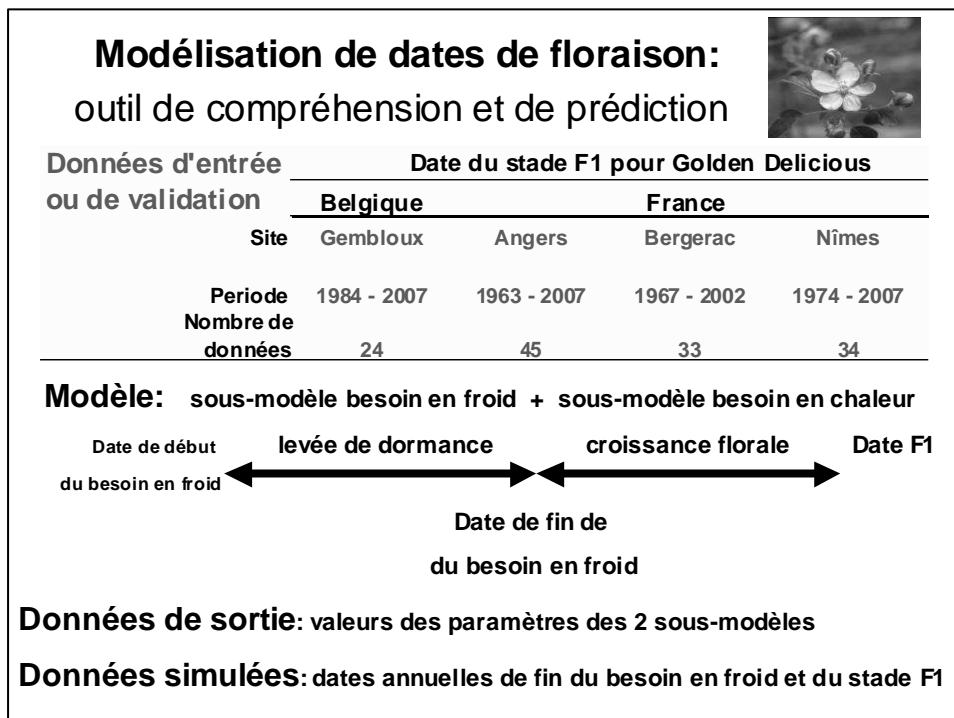 Modélisation de dates de floraison:
outil de compréhension et de prédiction
Données d'entrée
ou de validation
Date du stade F1 pour Golden Delicious
Belgique France
Site Gembloux Angers Bergerac Nîmes
Periode 1984 - 2007 1963 - 2007 1967 - 2002 1974 - 2007
Nombre de
données 24 45 33 34
Modèle: sous-modèle besoin en froid + sous-modèle besoin en chaleur
Date de début levée de dormance croissance florale Date F1
du besoin en froid
Date de fin de
du besoin en froid
Données de sortie: valeurs des paramètres des 2 sous-modèles
Données simulées: dates annuelles de fin du besoin en froid et du stade F1